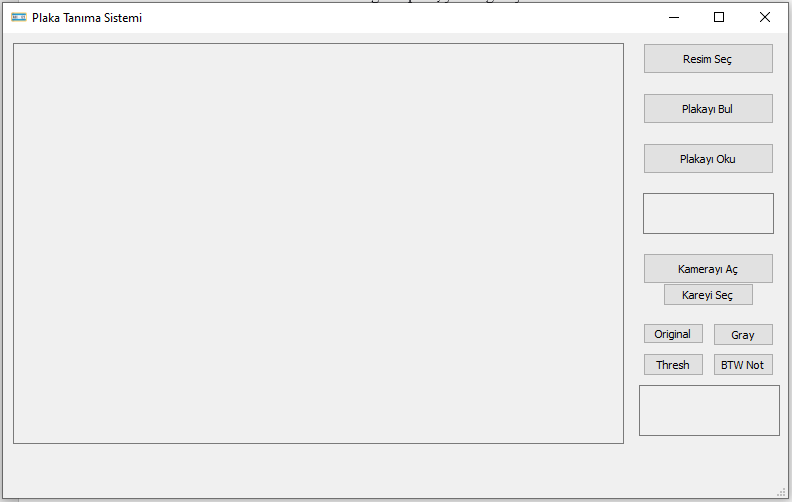 Plaka Tanıma Sistemi
Resim Seç
Plakayı Bul
Plakayı Oku
Kamerayı Aç
Kareyi Seç
Original
Gray
Thresh
BTW Not